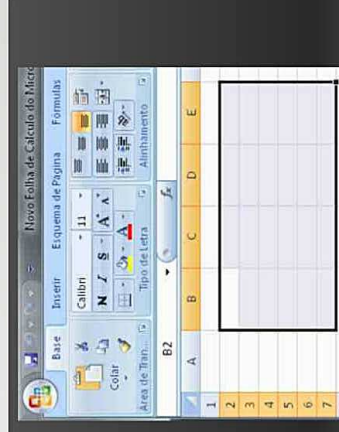 Novo Folha de Cálculo do Micro
Base Inserir Esquema de Página Fórmulas
Calibri 11
N I S A A
Colar
Área de Tran... Tipo de Letra Alinhamento
B2 fx
A B C D E
1
2
3
4
5
6
7